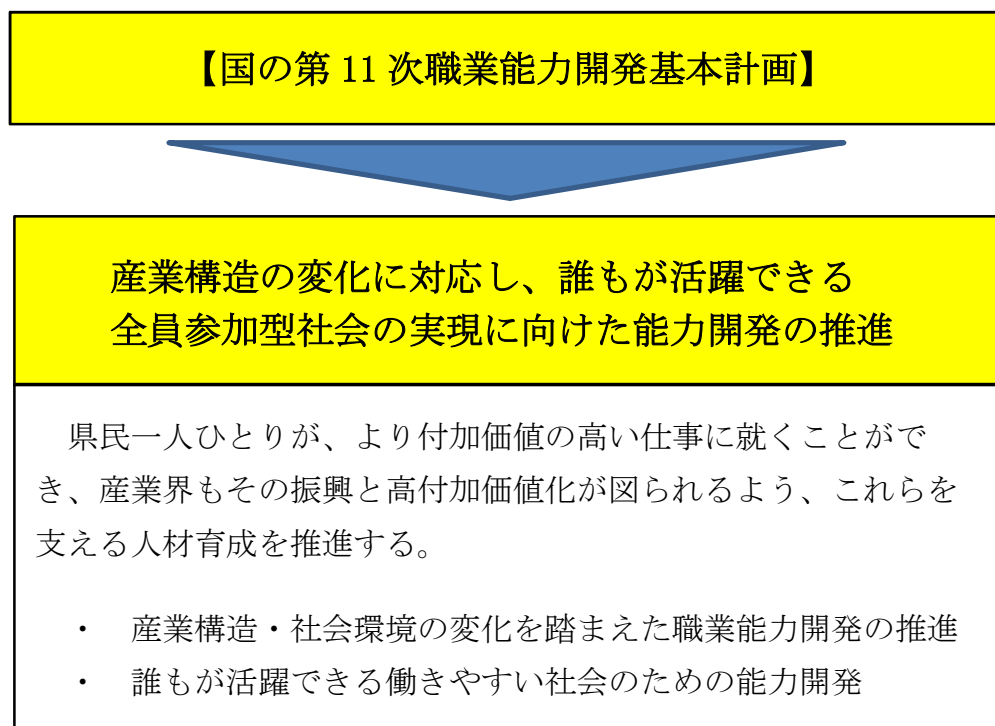 【国の第 11 次職業能力開発基本計画】
産業構造の変化に対応し、誰もが活躍できる
全員参加型社会の実現に向けた能力開発の推進
　県民一人ひとりが、より付加価値の高い仕事に就くことがで
き、産業界もその振興と高付加価値化が図られるよう、これらを
支える人材育成を推進する。
・　産業構造・社会環境の変化を踏まえた職業能力開発の推進
・　誰もが活躍できる働きやすい社会のための能力開発